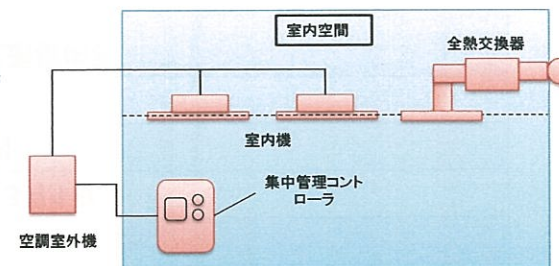 室内空間
全熱交換器
室内機
集中管理コント
ローラ
空調室外機